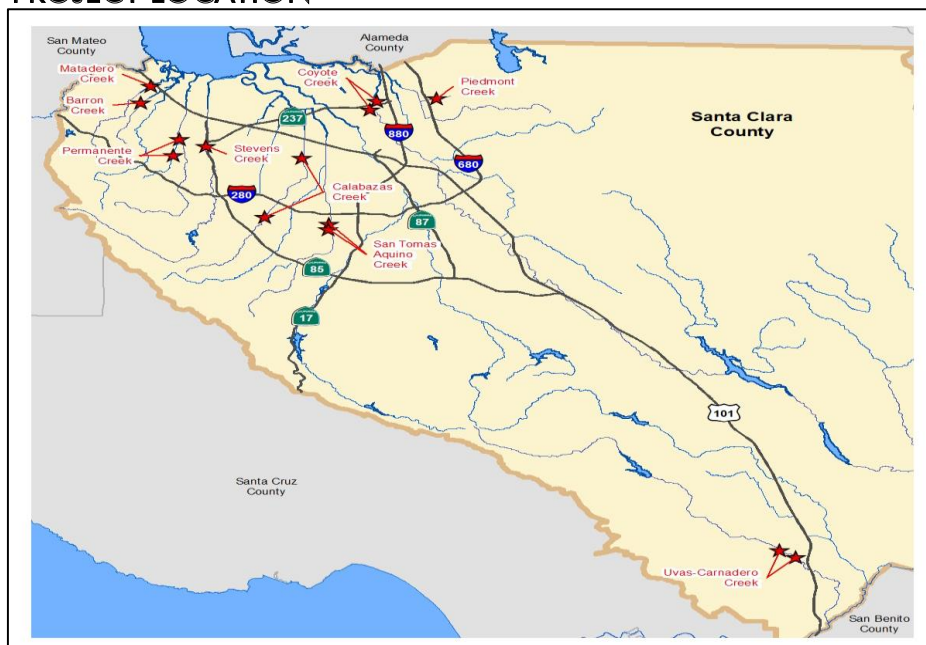 PROJECT LOCATION
San Mateo
County
Alameda
County
Matadero
Creek
Coyote
Creek
Piedmont
Creek
Barron
Creek
237
Santa Clara
County
880
Permanente
Creek
Stevens
Creek
680
280
Calabazas
Creek
87
San Tomas
Aquino
Creek
85
17
101
Santa Cruz
County
Uvas-Carnadero
Creek
San Benito
County